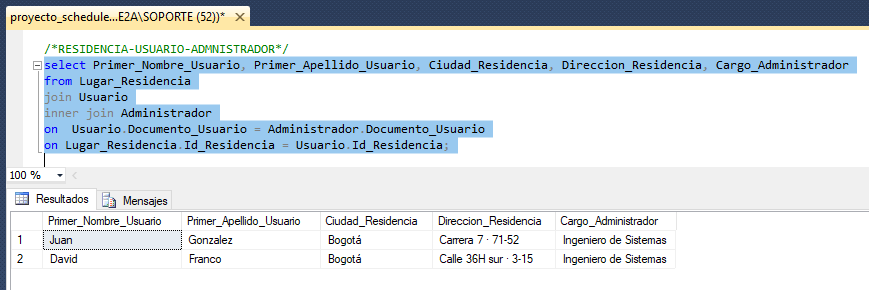 proyecto_schedule...E2A\SOPORTE (52))*
/*RESIDENCIA-USUARIO-ADMNISTRADOR*/
select Primer_Nombre_Usuario, Primer_Apellido_Usuario, Ciudad_Residencia, Direccion_Residencia, Cargo_Administrador
from Lugar_Residencia
join Usuario
inner join Administrador
on  Usuario.Documento_Usuario = Administrador.Documento_Usuario
on Lugar_Residencia.Id_Residencia = Usuario.Id_Residencia;
100 %
Resultados Mensajes
Primer_Nombre_Usuario Primer_Apellido_Usuario Ciudad_Residencia Direccion_Residencia Cargo_Administrador
1 Juan Gonzalez Bogotá Carrera 7 · 71-52 Ingeniero de Sistemas
2 David Franco Bogotá Calle 36H sur · 3-15 Ingeniero de Sistemas